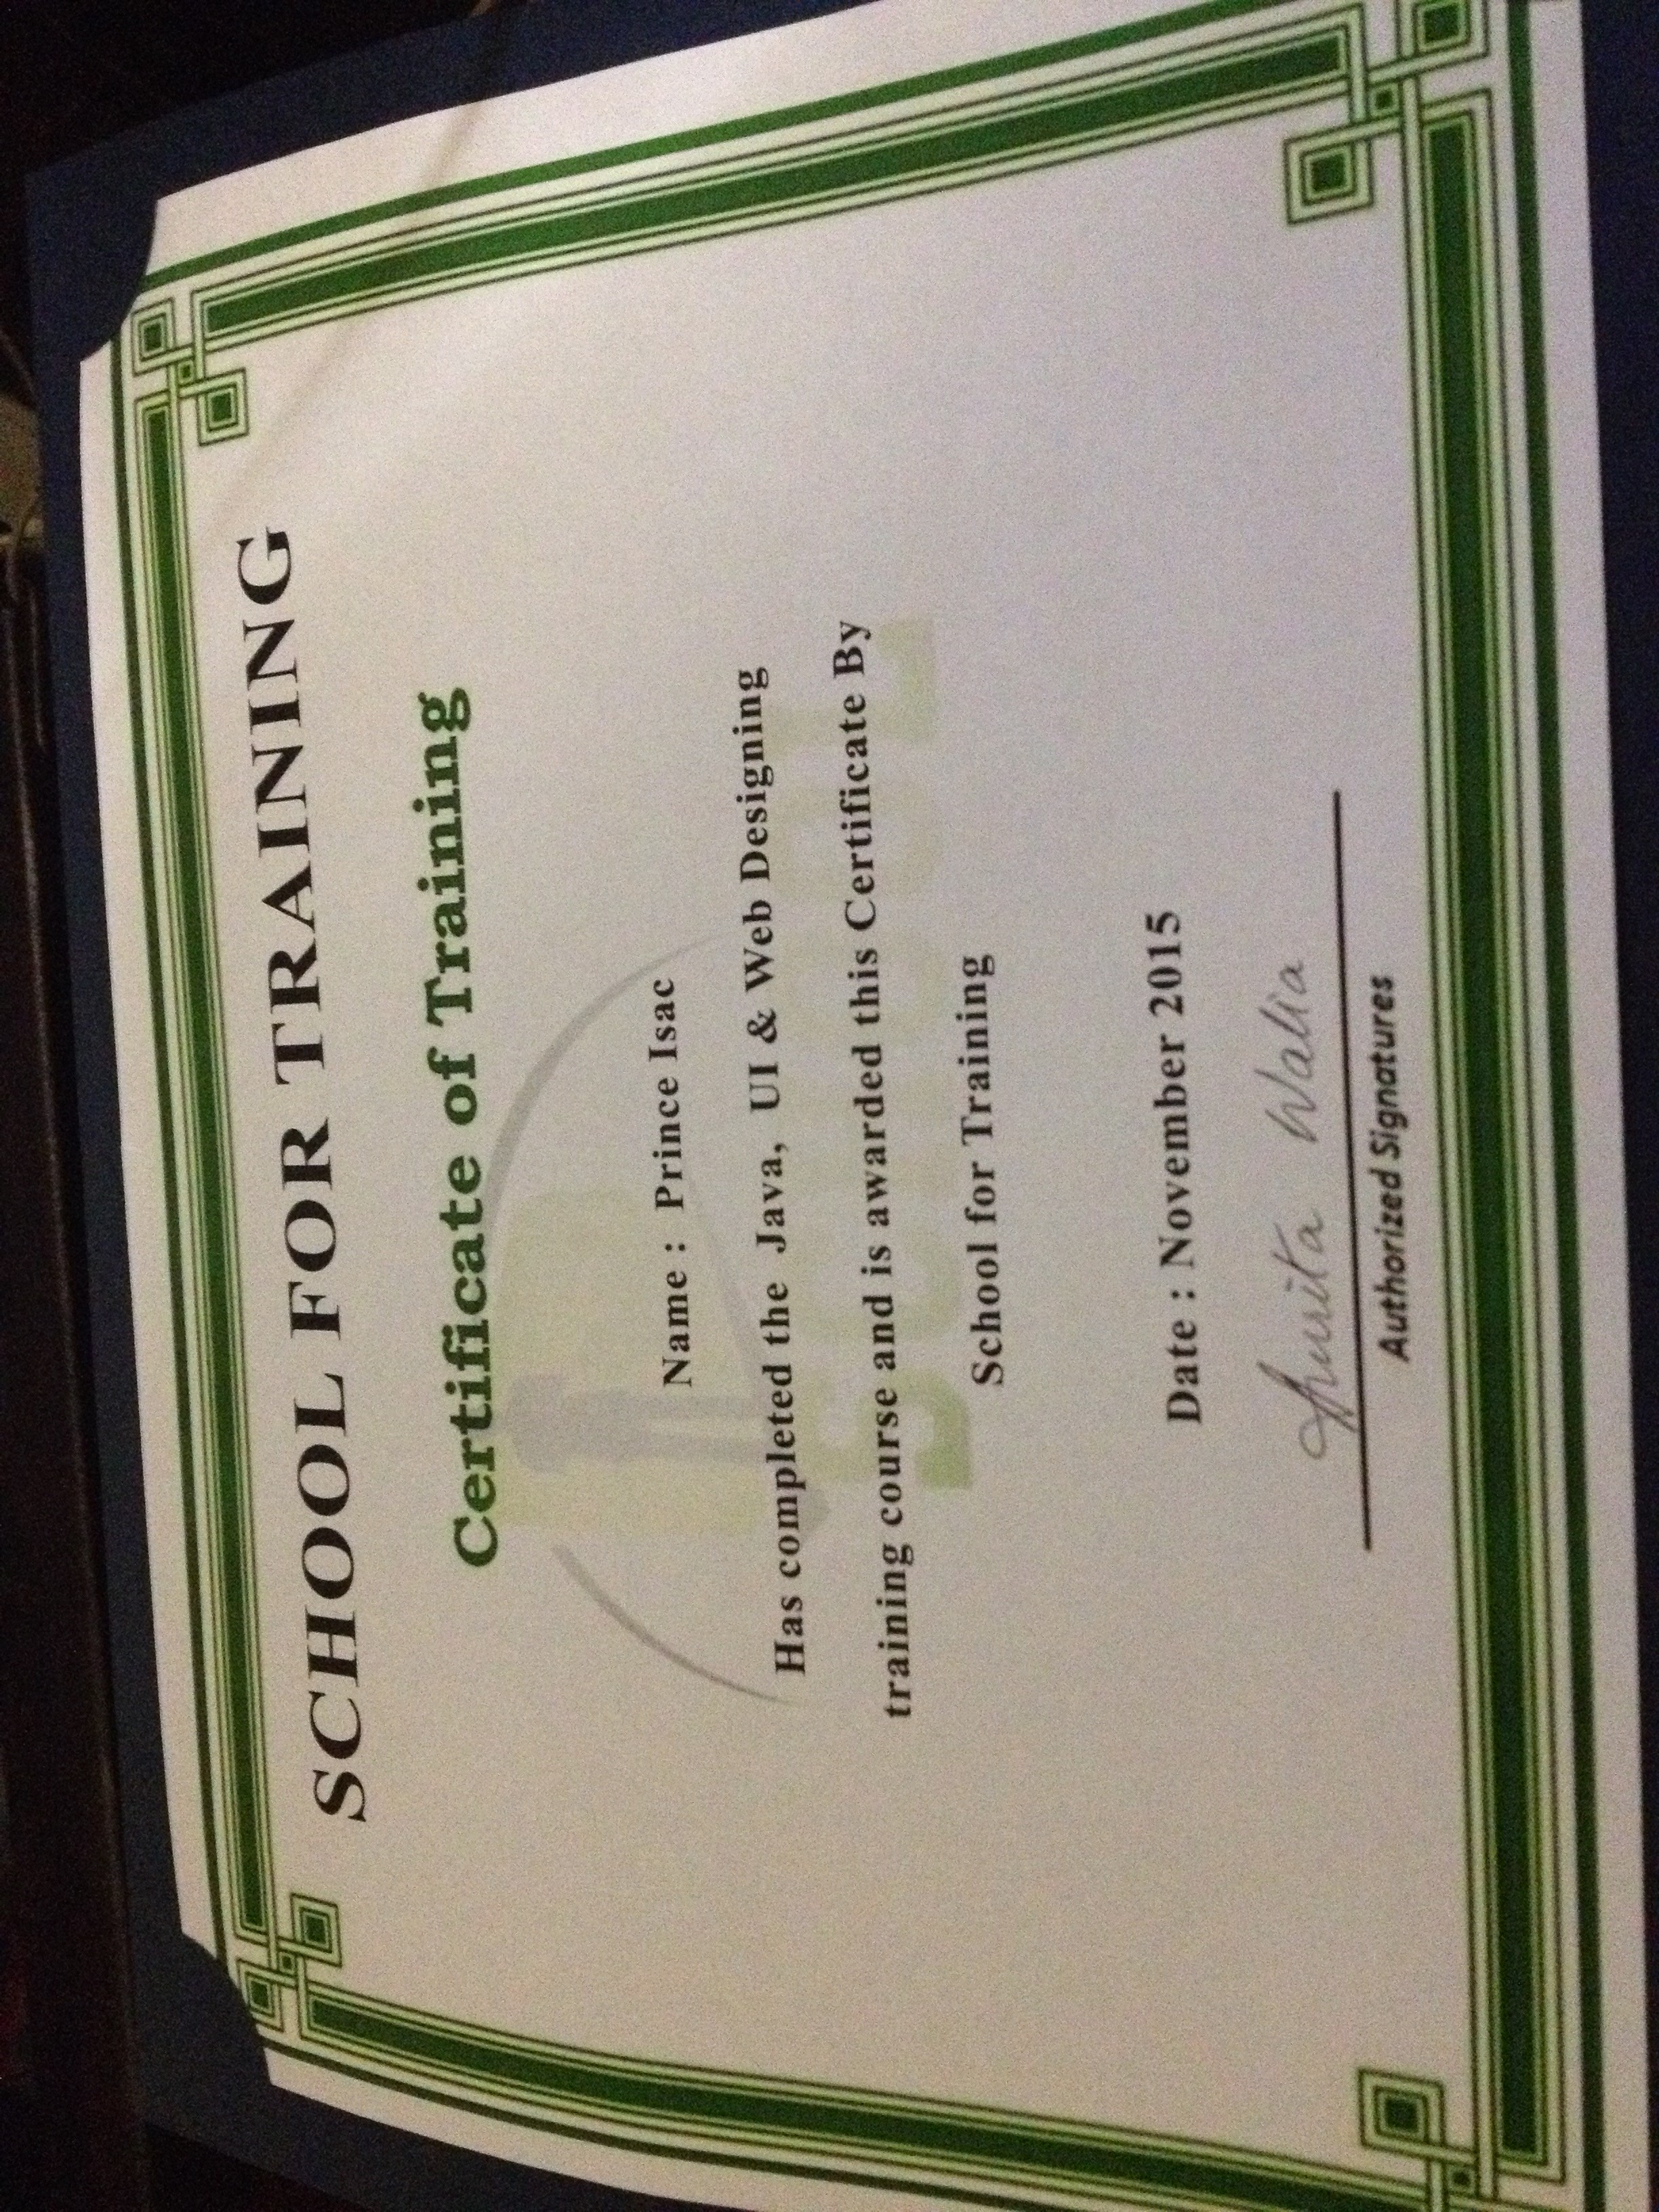 SCHOOL FOR TRAINING
Certificate of Training
Name : Prince Isac
Has completed the Java, UI & Web Designing
training course and is awarded this Certificate By
School for Training
Date : November 2015
Walia
Authorized Signatures